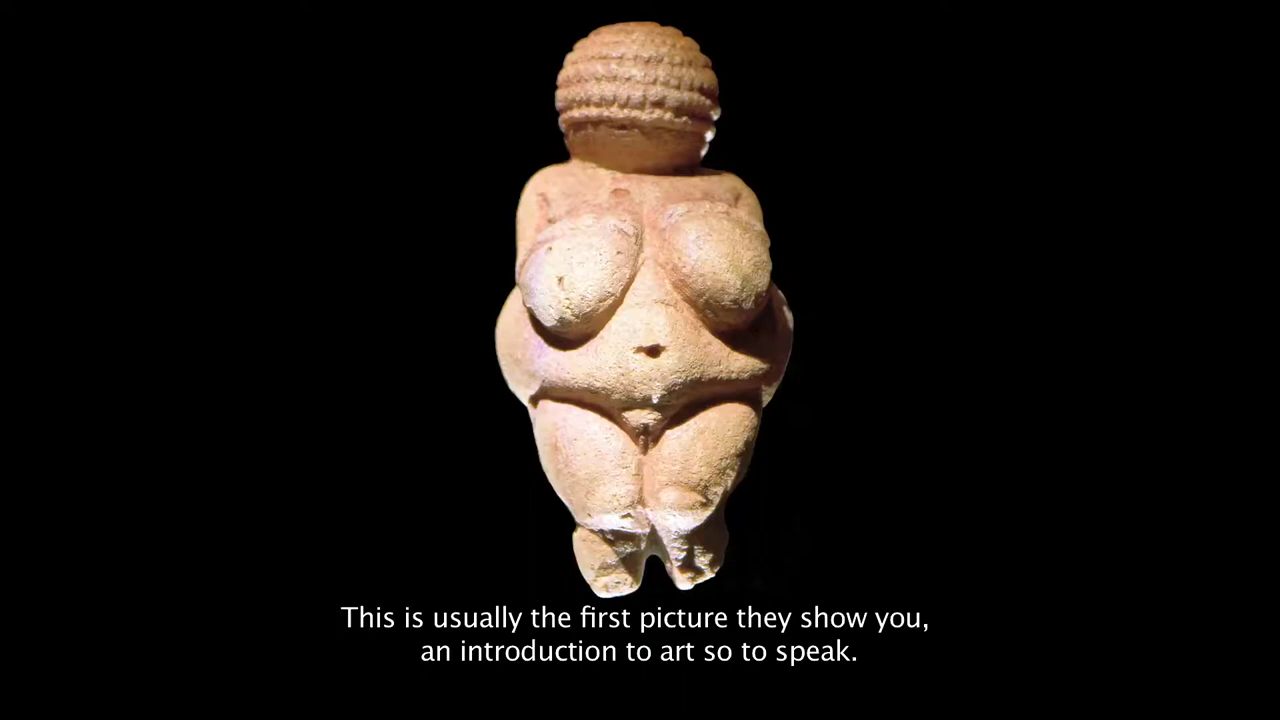 This is usually the first picture they show you,
an introduction to art so to speak.